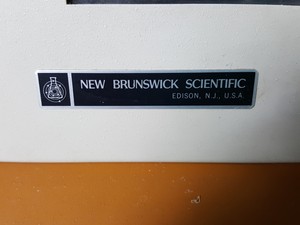 NEW BRUNSWICK SCIENTIFIC
EDISON, N.J., U.S.A.